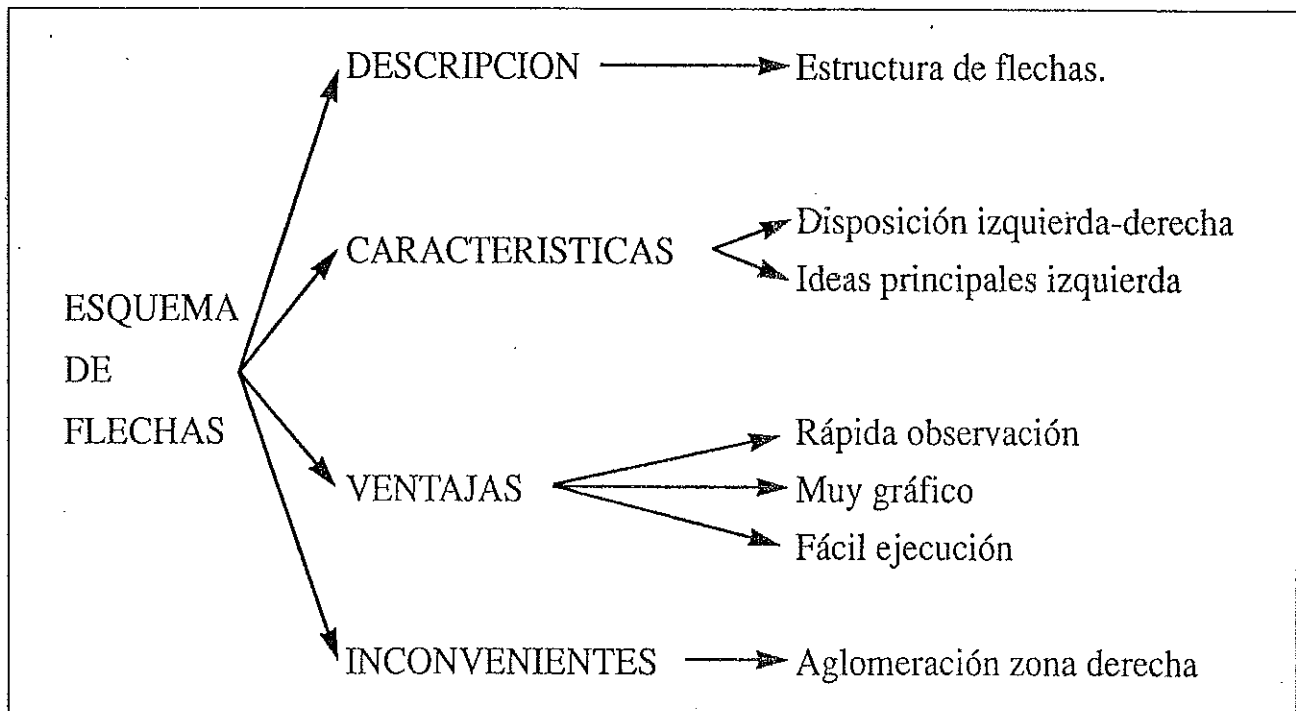 ESQUEMA
DE
FLECHAS
DESCRIPCION
Estructura de flechas.
CARACTERISTICAS
Disposición izquierda-derecha
Ideas principales izquierda
VENTAJAS
Rápida observación
Muy gráfico
Fácil ejecución
INCONVENIENTES
Aglomeración zona derecha